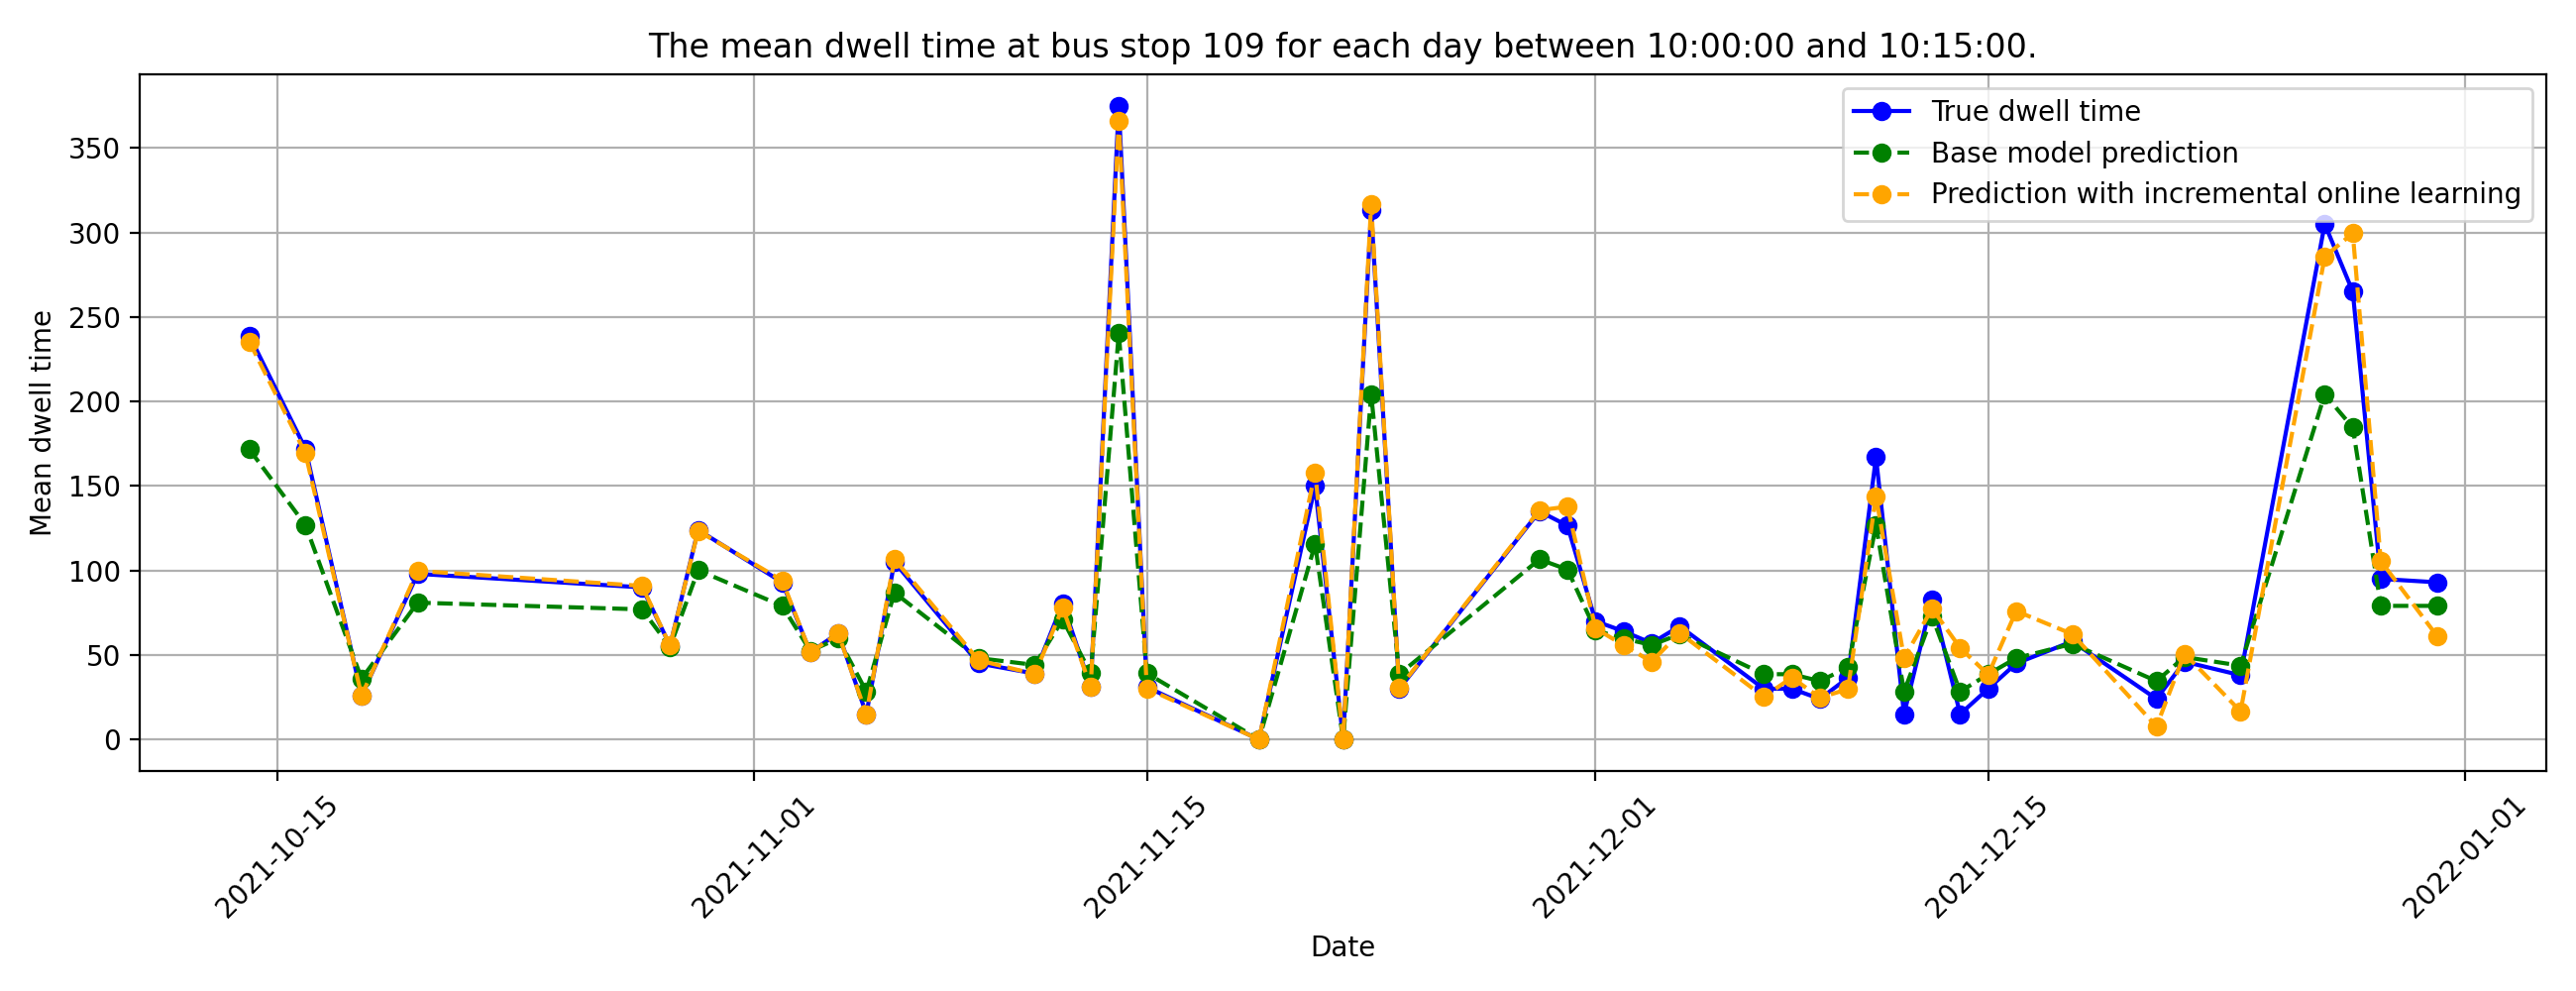 The mean dwell time at bus stop 109 for each day between 10:00:00 and 10:15:00.
True dwell time
Base model prediction
Prediction with incremental online learning
Mean dwell time
350
300
250
200
150
100
50
0
2021-10-15
2021-11-01
2021-11-15
2021-12-01
2021-12-15
2022-01-01
Date